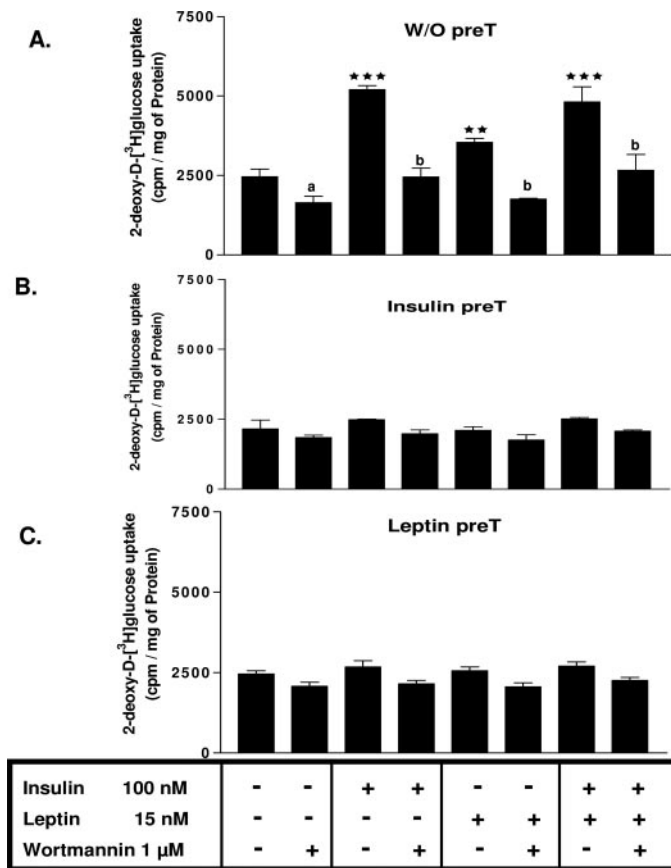 A.
W/O preT
2-deoxy-D-[³H]glucose uptake
(cpm / mg of Protein)
7500
5000
2500
0
a
★★★
b
★★
b
★★★
b
B.
Insulin preT
2-deoxy-D-[³H]glucose uptake
(cpm / mg of Protein)
7500
5000
2500
0
C.
Leptin preT
2-deoxy-D-[³H]glucose uptake
(cpm / mg of Protein)
7500
5000
2500
0
Insulin 100 nM - - + + - - + +
Leptin 15 nM - - - - + + + +
Wortmannin 1 µM - + - + - + - +